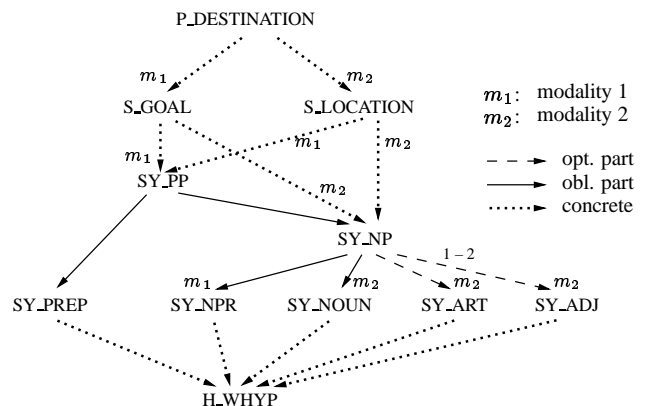 P_DESTINATION
m1 m2
S_GOAL S_LOCATION
m1: modality 1
m2: modality 2
m1 m1 m2
SY_PP m2
opt. part
obl. part
concrete
SY_NP
1 – 2
m1 m2 m2 m2
SY_PREP SY_NPR SY_NOUN SY_ART SY_ADJ
H_WHYP